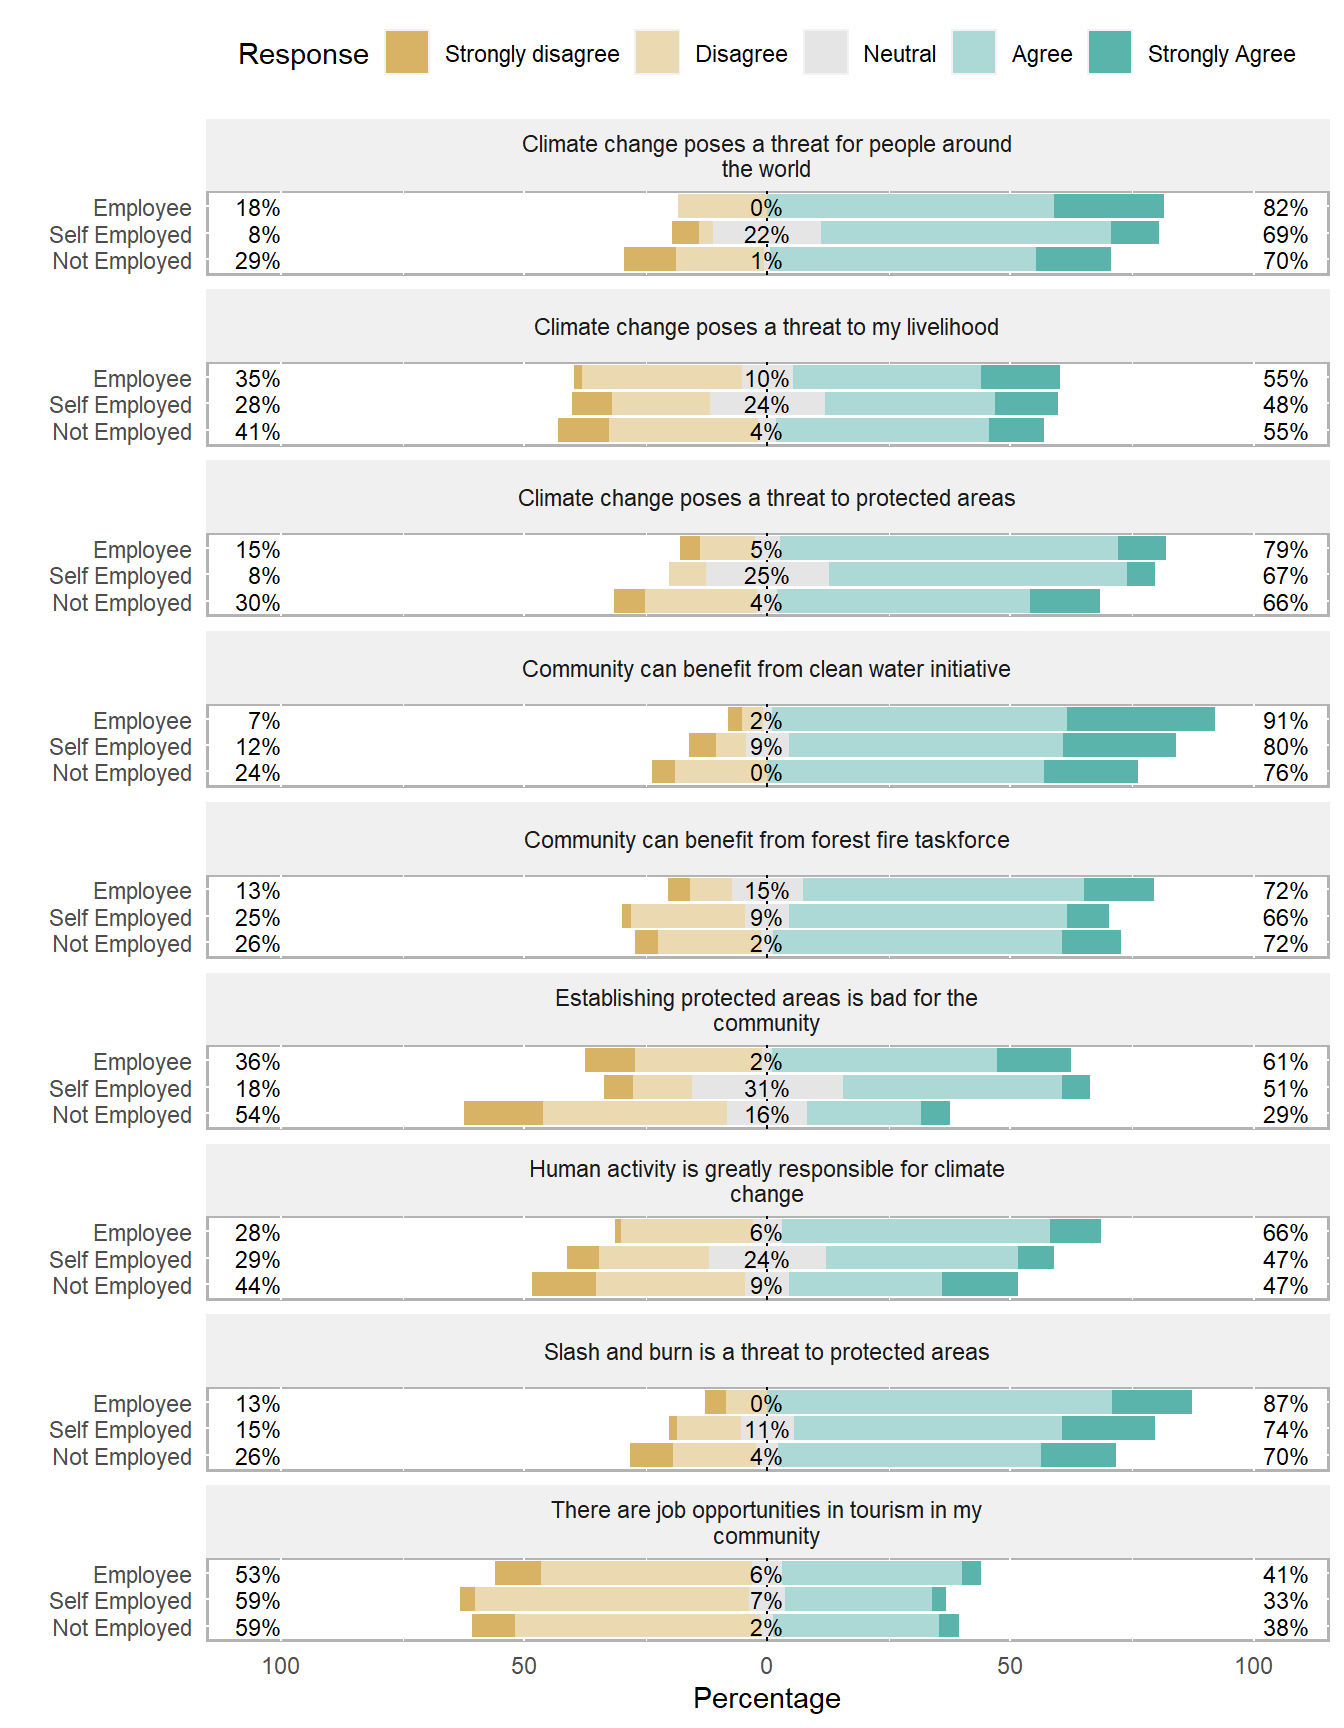 Response Strongly disagree Disagree Neutral Agree Strongly Agree
Climate change poses a threat for people around
the world
Employee 18% 0% 82%
Self Employed 8% 22% 69%
Not Employed 29% 1% 70%
Climate change poses a threat to my livelihood
Employee 35% 10% 55%
Self Employed 28% 24% 48%
Not Employed 41% 4% 55%
Climate change poses a threat to protected areas
Employee 15% 5% 79%
Self Employed 8% 25% 67%
Not Employed 30% 4% 66%
Community can benefit from clean water initiative
Employee 7% 2% 91%
Self Employed 12% 9% 80%
Not Employed 24% 0% 76%
Community can benefit from forest fire taskforce
Employee 13% 15% 72%
Self Employed 25% 9% 66%
Not Employed 26% 2% 72%
Establishing protected areas is bad for the
community
Employee 36% 2% 61%
Self Employed 18% 31% 51%
Not Employed 54% 16% 29%
Human activity is greatly responsible for climate
change
Employee 28% 6% 66%
Self Employed 29% 24% 47%
Not Employed 44% 9% 47%
Slash and burn is a threat to protected areas
Employee 13% 0% 87%
Self Employed 15% 11% 74%
Not Employed 26% 4% 70%
There are job opportunities in tourism in my
community
Employee 53% 6% 41%
Self Employed 59% 7% 33%
Not Employed 59% 2% 38%
100 50 0 50 100
Percentage